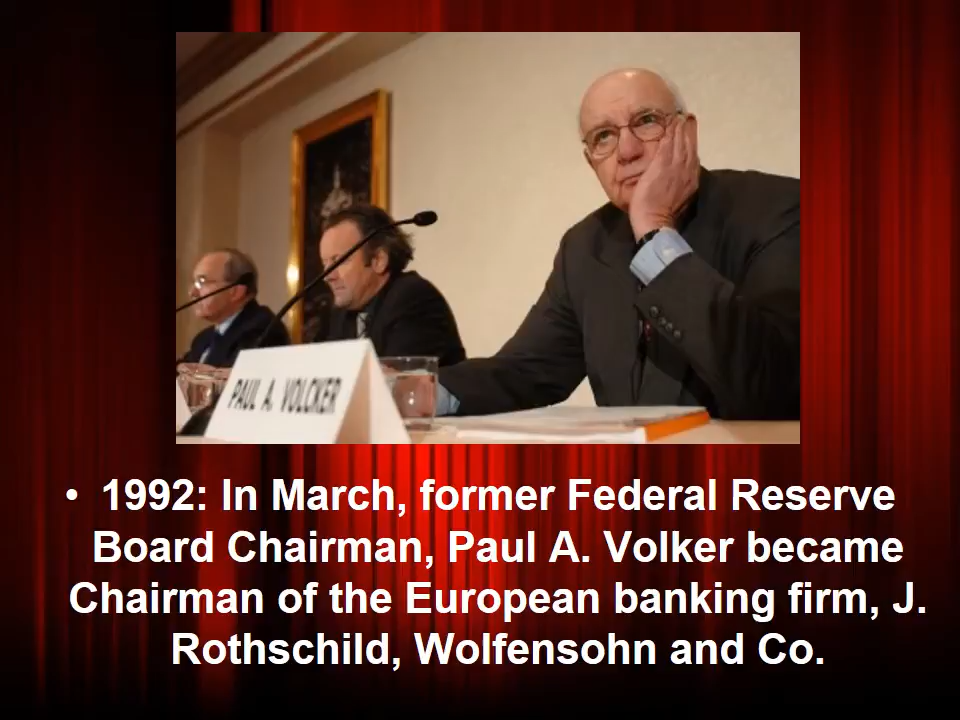 PAUL A. VOLCKER
• 1992: In March, former Federal Reserve
Board Chairman, Paul A. Volker became
Chairman of the European banking firm, J.
Rothschild, Wolfensohn and Co.